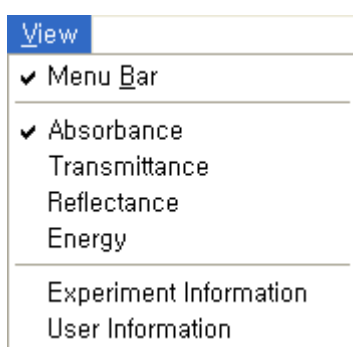 View
Menu Bar
Absorbance
Transmittance
Reflectance
Energy
Experiment Information
User Information